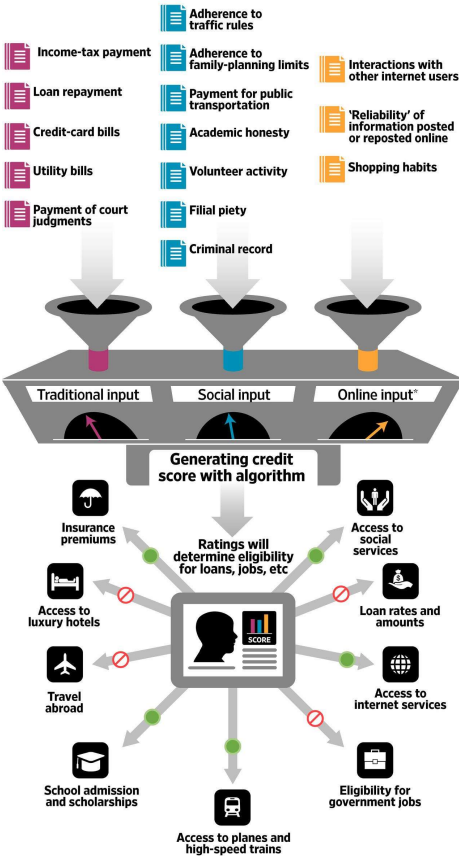 Income-tax payment
Loan repayment
Credit-card bills
Utility bills
Payment of court
judgments
Adherence to
traffic rules
Adherence to
family-planning limits
Payment for public
transportation
Academic honesty
Volunteer activity
Filial piety
Criminal record
Interactions with
other internet users
‘Reliability’ of
information posted
or reposted online
Shopping habits
Traditional input
Social input
Online input*
Generating credit
score with algorithm
Ratings will
determine eligibility
for loans, jobs, etc
Insurance
premiums
Access to
social
services
Access to
luxury hotels
Loan rates and
amounts
$
SCORE
Travel
abroad
Access to
internet services
School admission
and scholarships
Eligibility for
government jobs
Access to planes and
high-speed trains